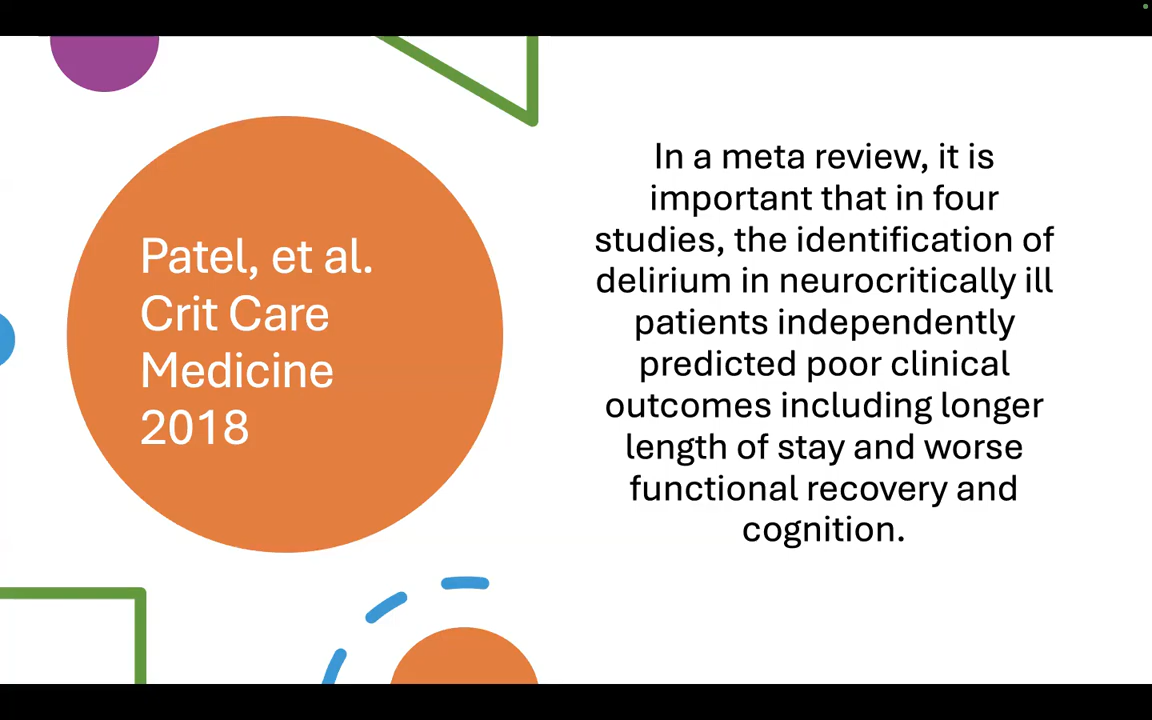 Patel, et al.
Crit Care
Medicine
2018
In a meta review, it is
important that in four
studies, the identification of
delirium in neurocritically ill
patients independently
predicted poor clinical
outcomes including longer
length of stay and worse
functional recovery and
cognition.